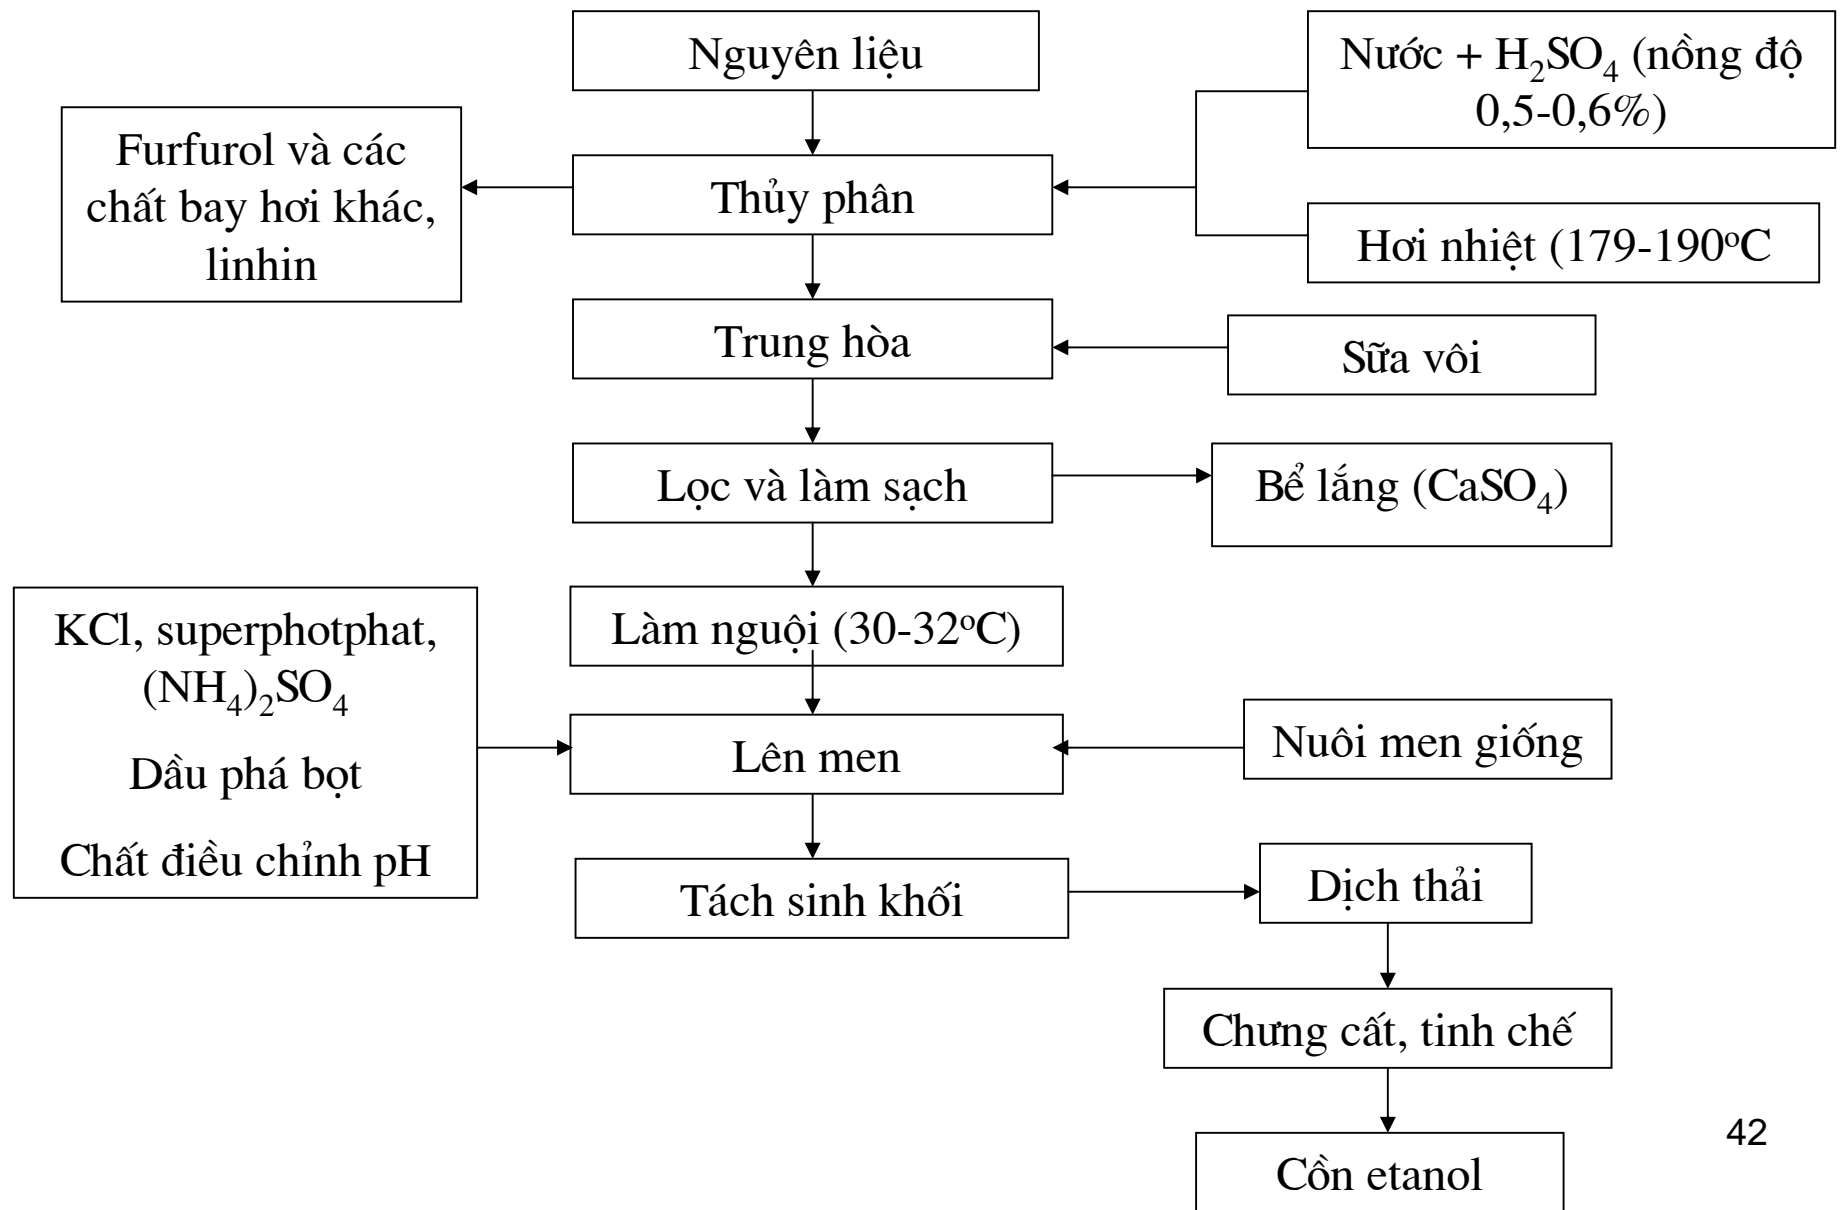 Nguyên liệu
Nước + H₂SO₄ (nồng độ
0,5-0,6%)
Furfurol và các
chất bay hơi khác,
linhin
Thủy phân
Hơi nhiệt (179-190ºC
Trung hòa
Sữa vôi
Lọc và làm sạch
Bể lắng (CaSO₄)
Làm nguội (30-32ºC)
KCl, superphotphat,
(NH₄)₂SO₄
Dầu phá bọt
Chất điều chỉnh pH
Lên men
Nuôi men giống
Tách sinh khối
Dịch thải
Chưng cất, tinh chế
Cồn etanol
42